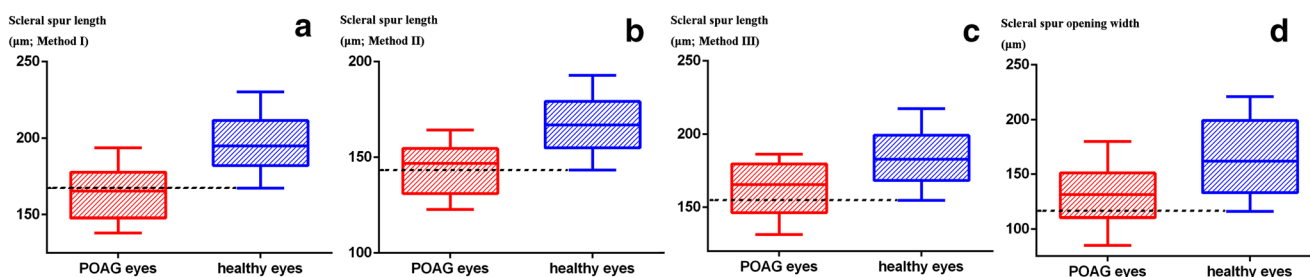 Scleral spur length
(μm; Method I)
a
250
200
150
POAG eyes
healthy eyes
Scleral spur length
(μm; Method II)
b
200
150
100
POAG eyes
healthy eyes
Scleral spur length
(μm; Method III)
c
250
200
150
POAG eyes
healthy eyes
Scleral spur opening width
(μm)
d
250
200
150
100
POAG eyes
healthy eyes